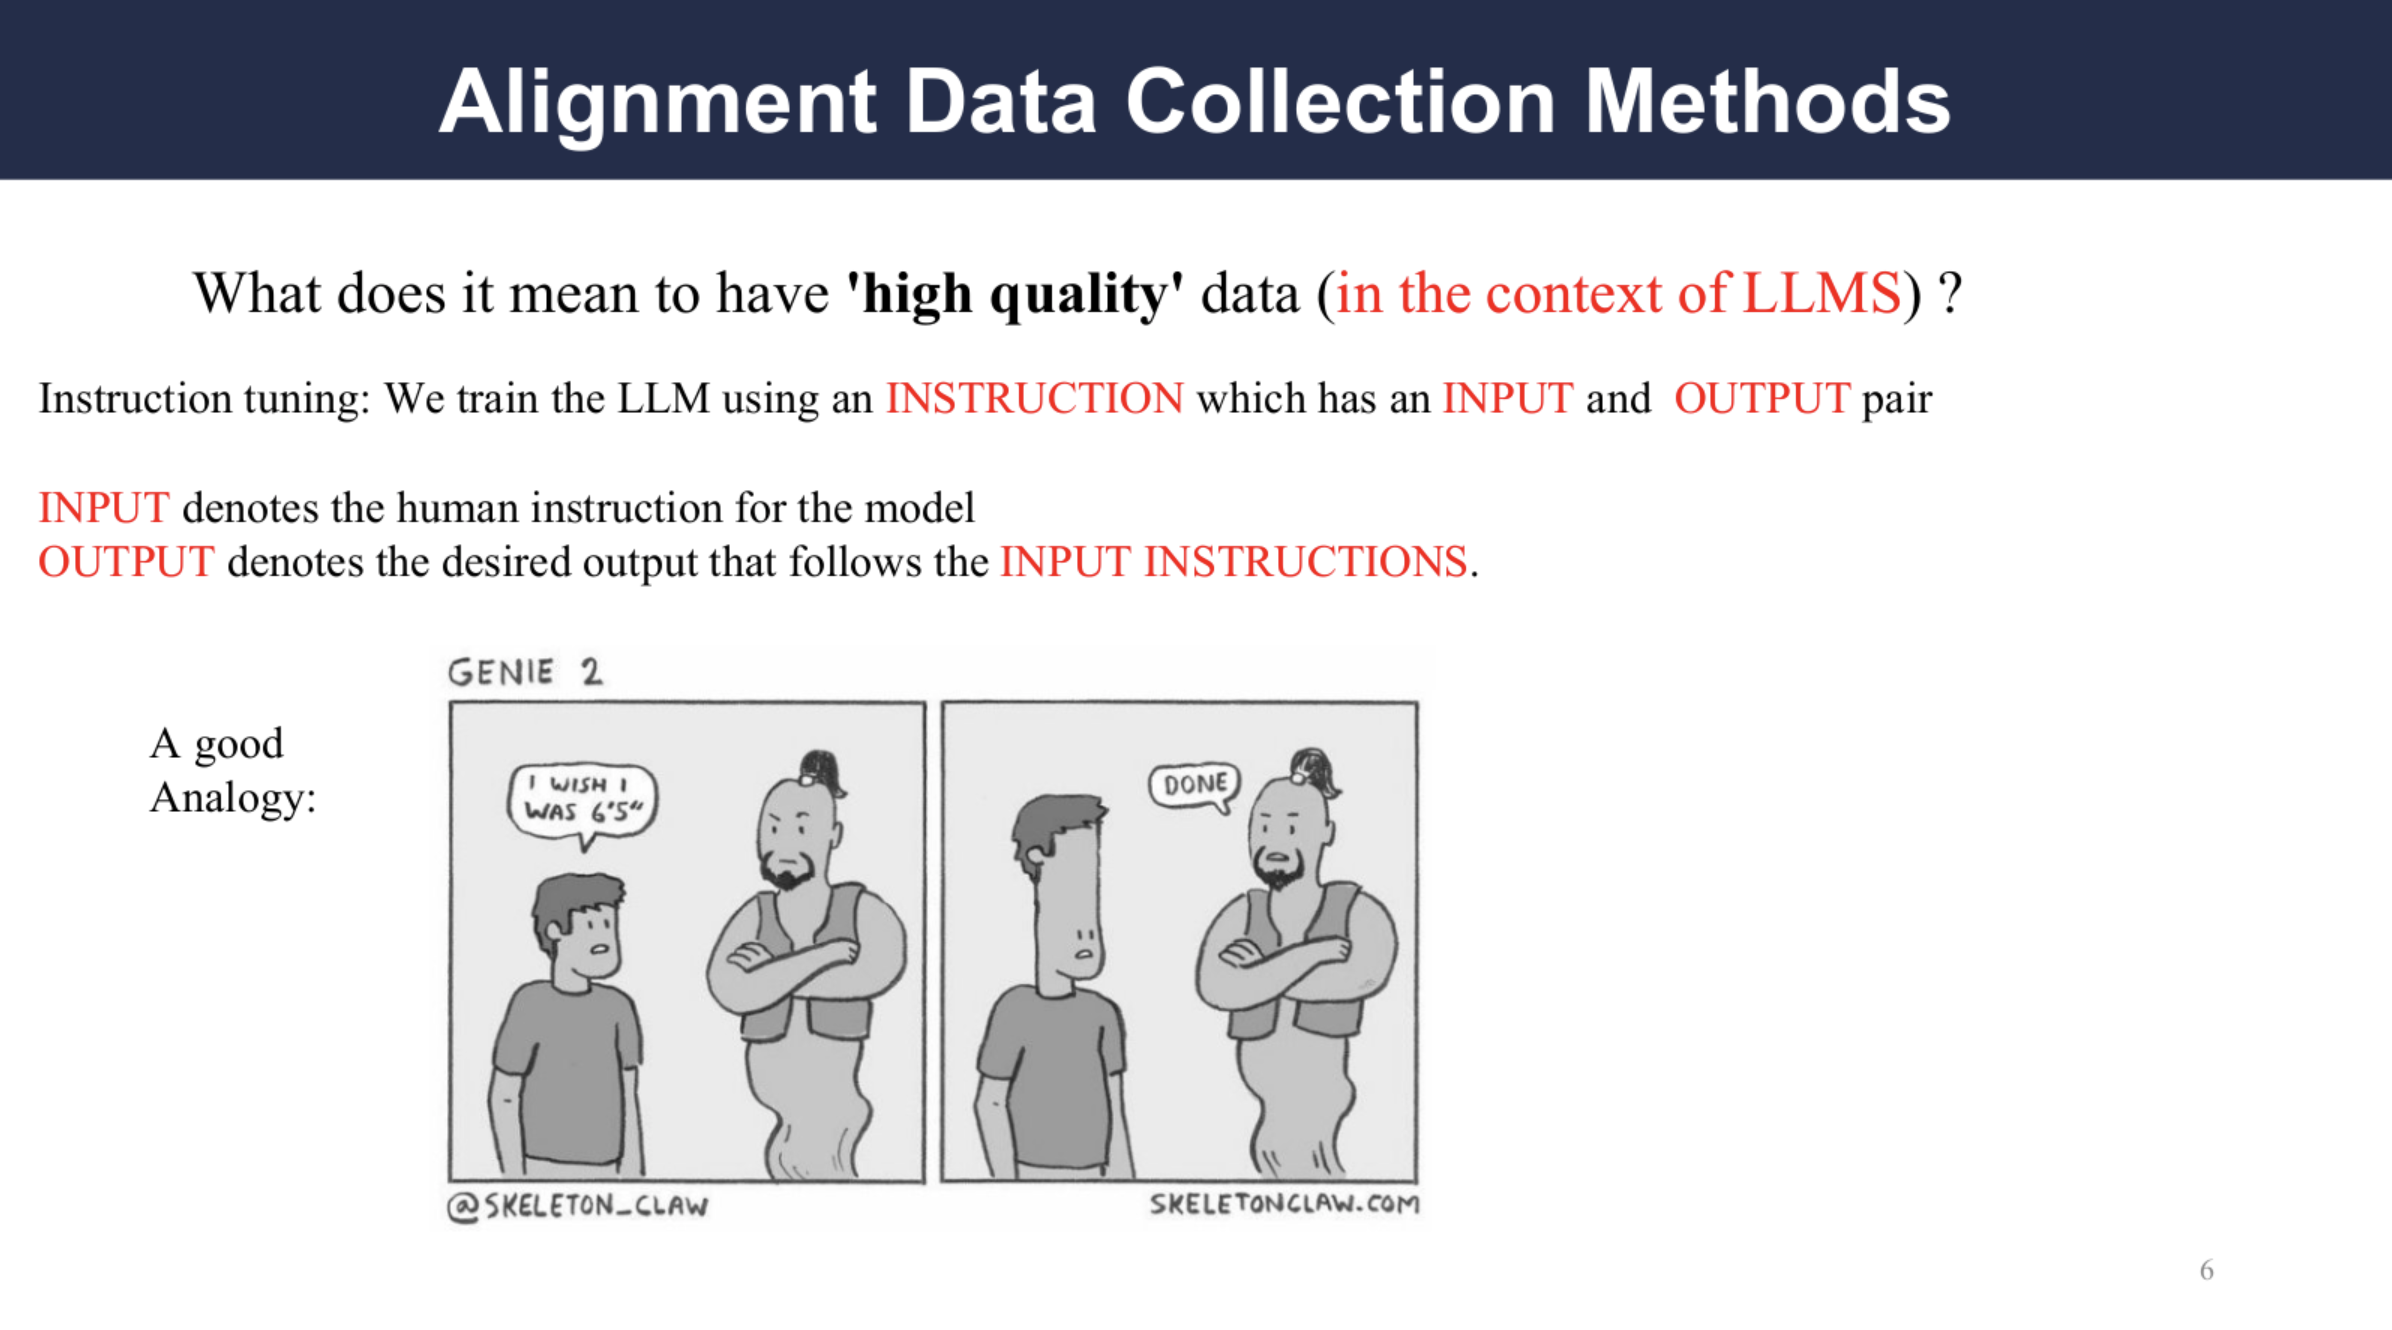 Alignment Data Collection Methods
What does it mean to have 'high quality' data (in the context of LLMS) ?
Instruction tuning: We train the LLM using an INSTRUCTION which has an INPUT and OUTPUT pair
INPUT denotes the human instruction for the model
OUTPUT denotes the desired output that follows the INPUT INSTRUCTIONS.
A good
Analogy:
GENIE 2
I WISH I
WAS 6'5"
DONE
@SKELETON_CLAW
SKELETONCLAW.COM
6